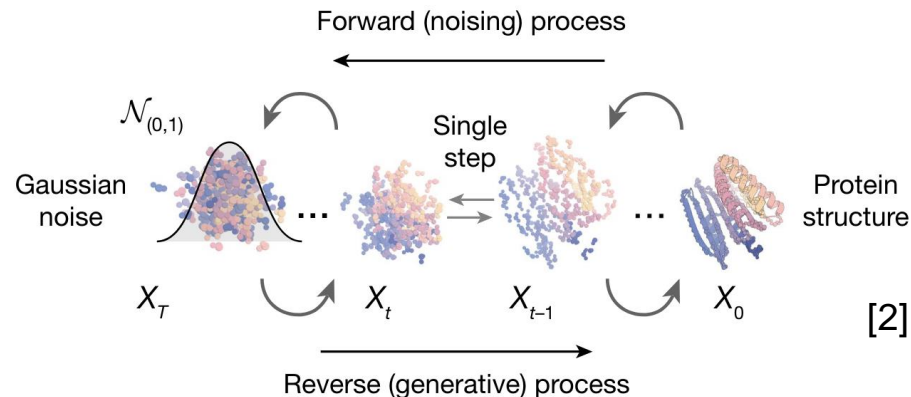 Forward (noising) process
𝒩(0,1)
Single
step
Gaussian
noise
...
...
Protein
structure
X_T
X_t
X_{t–1}
X_0
[2]
Reverse (generative) process